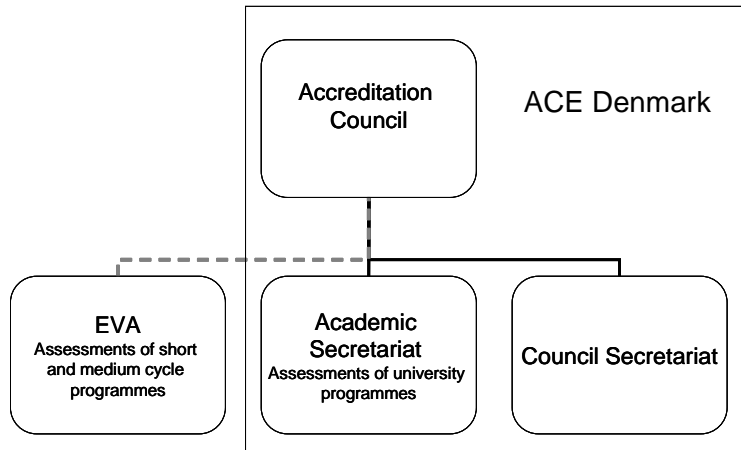 Accreditation
Council
ACE Denmark
EVA
Assessments of short
and medium cycle
programmes
Academic
Secretariat
Assessments of university
programmes
Council Secretariat